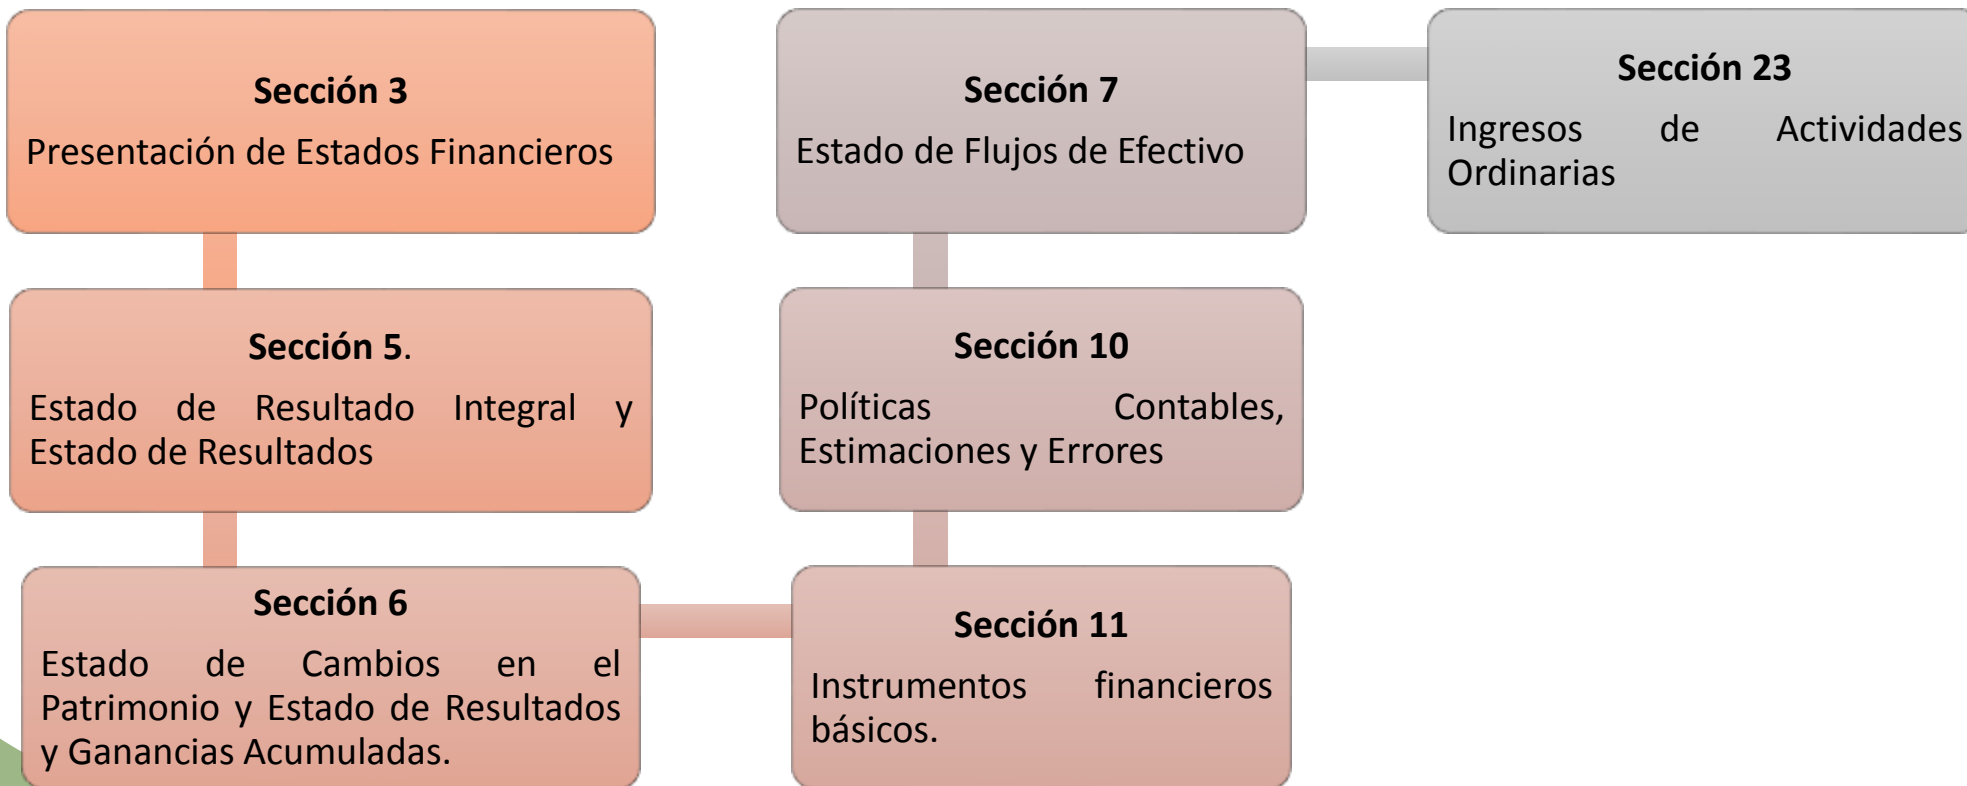 Sección 3
Presentación de Estados Financieros
Sección 5.
Estado de Resultado Integral y
Estado de Resultados
Sección 6
Estado de Cambios en el
Patrimonio y Estado de Resultados
y Ganancias Acumuladas.
Sección 11
Instrumentos financieros
básicos.
Sección 10
Políticas Contables,
Estimaciones y Errores
Sección 7
Estado de Flujos de Efectivo
Sección 23
Ingresos de Actividades
Ordinarias